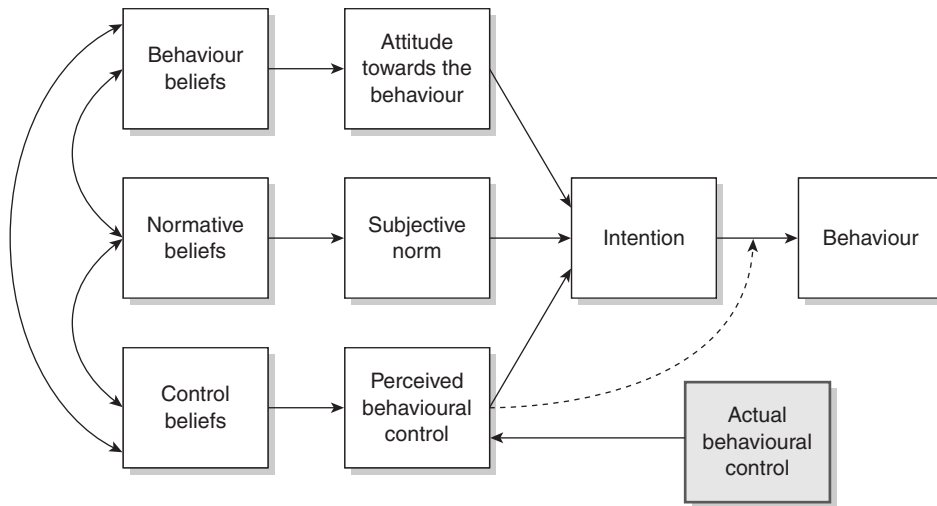 Behaviour
beliefs
Attitude
towards the
behaviour
Normative
beliefs
Subjective
norm
Intention
Behaviour
Control
beliefs
Perceived
behavioural
control
Actual
behavioural
control